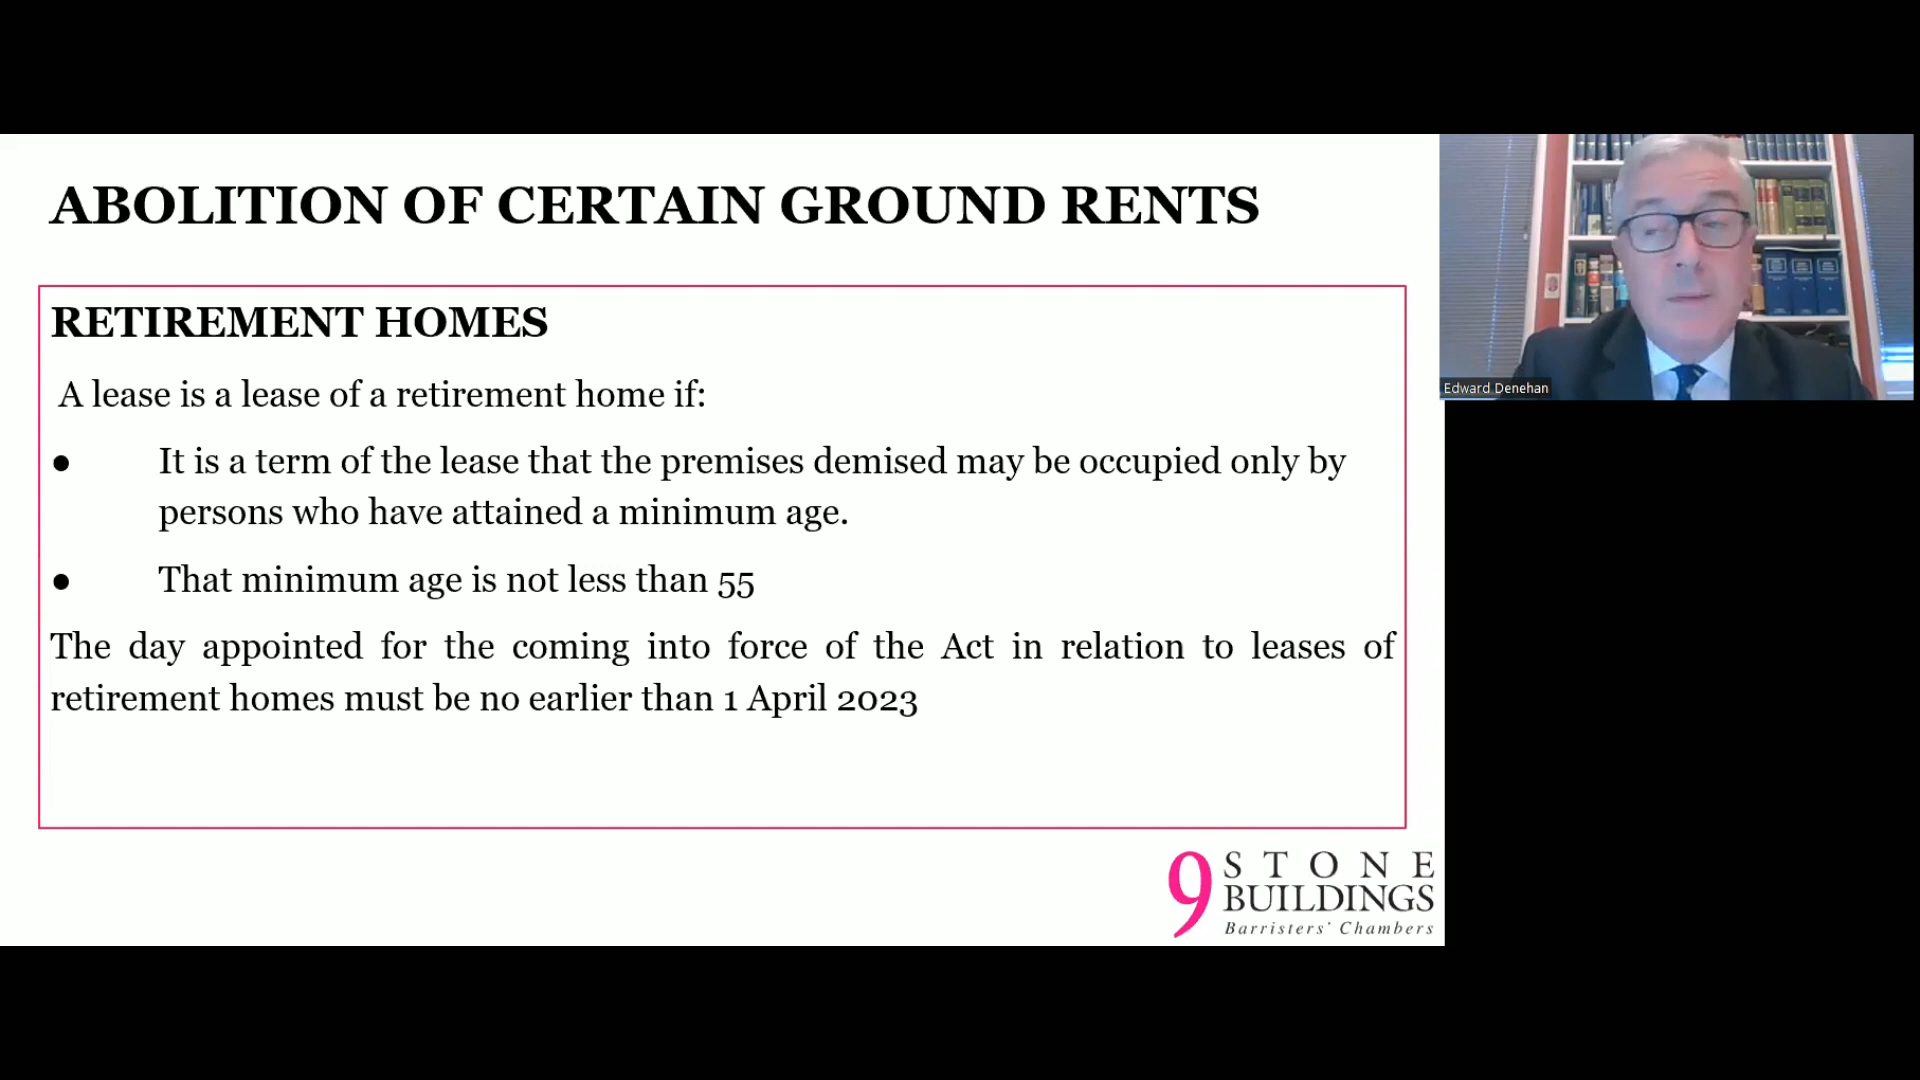 ABOLITION OF CERTAIN GROUND RENTS
RETIREMENT HOMES
A lease is a lease of a retirement home if:
● It is a term of the lease that the premises demised may be occupied only by
persons who have attained a minimum age.
● That minimum age is not less than 55
The day appointed for the coming into force of the Act in relation to leases of
retirement homes must be no earlier than 1 April 2023
9 STONE
BUILDINGS
Barristers' Chambers
Edward Denehan